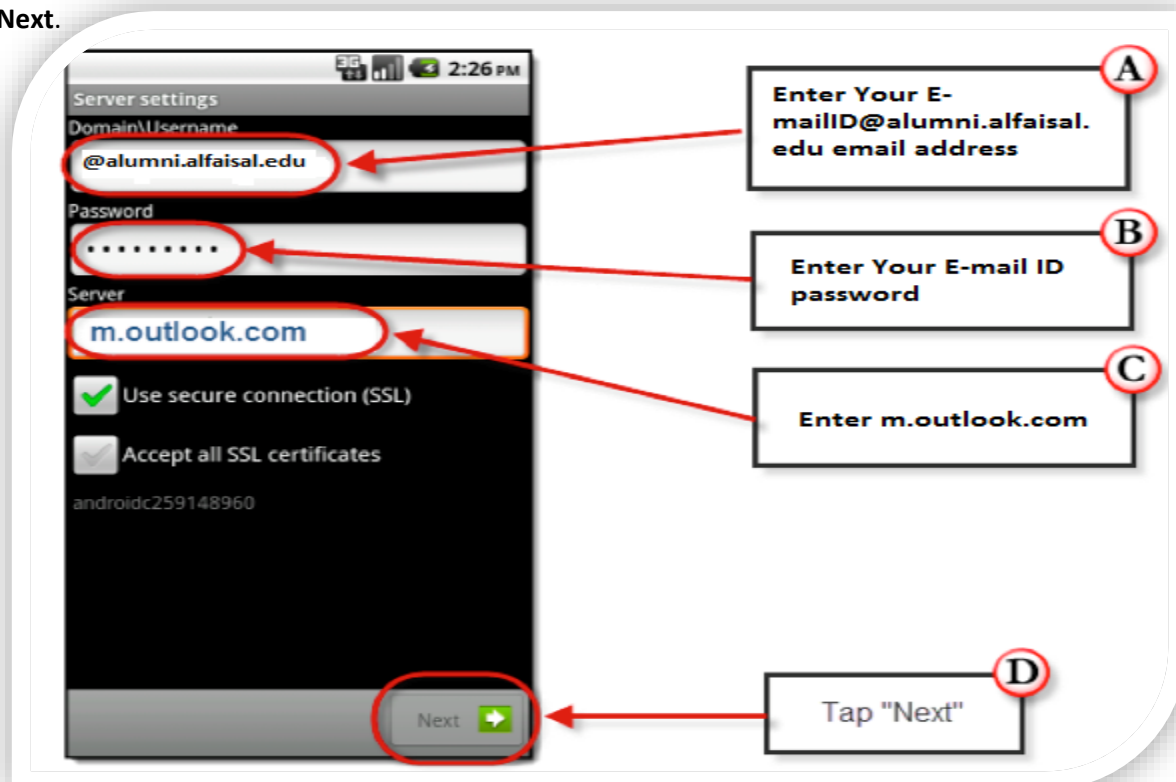 Next.
3G
2:26 PM
Server settings
Domain\Username
@alumni.alfaisal.edu
Password
•••••••••
Server
m.outlook.com
Use secure connection (SSL)
Accept all SSL certificates
androidc259148960
Next
A
Enter Your E-
mailID@alumni.alfaisal.
edu email address
B
Enter Your E-mail ID
password
C
Enter m.outlook.com
D
Tap "Next"